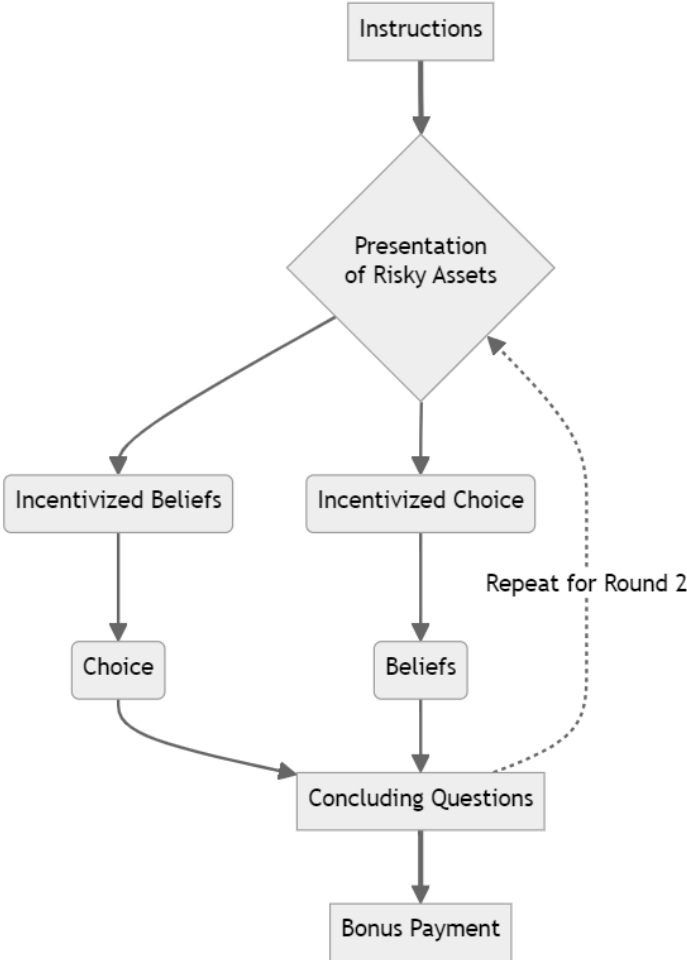 Instructions
Presentation
of Risky Assets
Incentivized Beliefs
Incentivized Choice
Repeat for Round 2
Choice
Beliefs
Concluding Questions
Bonus Payment